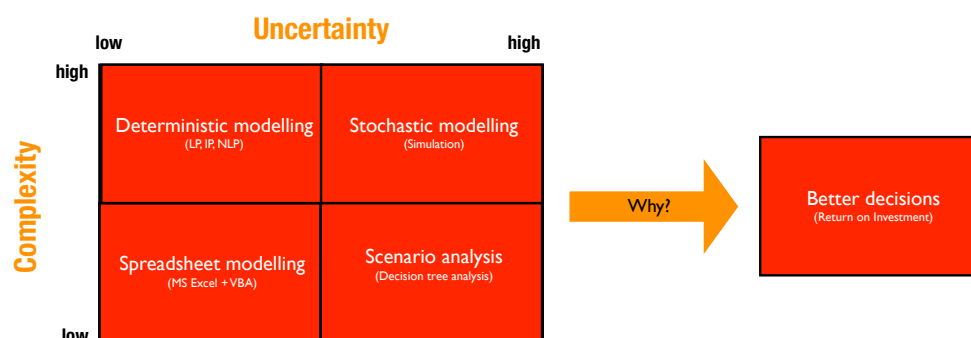 Uncertainty
low
high
high
Deterministic modelling
(LP, IP, NLP)
Stochastic modelling
(Simulation)
Complexity
Why?
Better decisions
(Return on Investment)
Spreadsheet modelling
(MS Excel + VBA)
Scenario analysis
(Decision tree analysis)
low